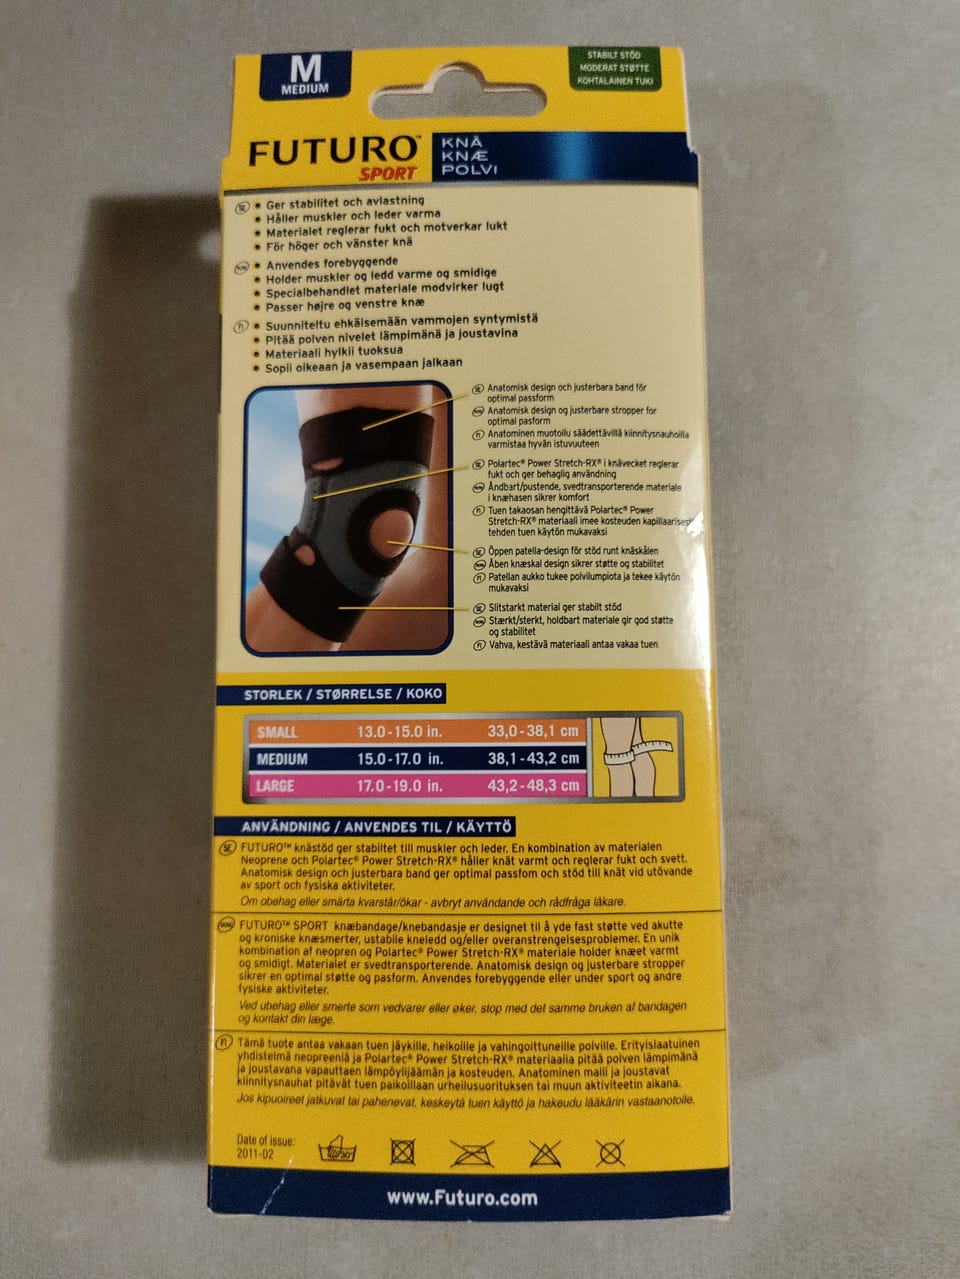 M
MEDIUM
STABILT STÖD
MODERAT STØTTE
KOHTALAINEN TUKI
FUTURO™
SPORT
KNÄ
KNÆ
POLVI
SE • Ger stabilitet och avlastning
• Håller muskler och leder varma
• Materialet reglerar fukt och motverkar lukt
• För höger och vänster knä
• Anvendes forebyggende
• Holder muskler og ledd varme og smidige
• Specialbehandlet materiale modvirker lugt
• Passer højre og venstre knæ
FI • Suunniteltu ehkäisemään vammojen syntymistä
• Pitää polven nivelet lämpimänä ja joustavina
• Materiaali hylkii tuoksua
• Sopii oikeaan ja vasempaan jalkaan
SE Anatomisk design och justerbara band för
optimal passform
Anatomisk design og justerbare stropper for
optimal pasform
FI Anatominen muotoilu säädettävillä kiinnitysnauhoilla
varmistaa hyvän istuvuuteen
SE Polartec® Power Stretch-RX® i knävecket reglerar
fukt och ger behaglig användning
Åndbart/pustende, svedtransporterende materiale
i knæhasen sikrer komfort
FI Tuen takaosan hengittävä Polartec® Power
Stretch-RX® materiaali imee kosteuden kapillaarisesti
tehden tuen käytön mukavaksi
SE Öppen patella-design för stöd runt knäskålen
Åben knæskal design sikrer støtte og stabilitet
FI Patellan aukko tukee polvilumpiota ja tekee käytön
mukavaksi
SE Slitstarkt material ger stabilt stöd
Stærkt/sterkt, holdbart materiale gir god støtte
og stabilitet
FI Vahva, kestävä materiaali antaa vakaa tuen
STORLEK / STØRRELSE / KOKO
SMALL 13.0-15.0 in. 33,0-38,1 cm
MEDIUM 15.0-17.0 in. 38,1-43,2 cm
LARGE 17.0-19.0 in. 43,2-48,3 cm
ANVÄNDNING / ANVENDES TIL / KÄYTTÖ
SE FUTURO™ knästöd ger stabiltet till muskler och leder. En kombination av materialen
Neoprene och Polartec® Power Stretch-RX® håller knät varmt och reglerar fukt och svett.
Anatomisk design och justerbara band ger optimal passfom och stöd till knät vid utövande
av sport och fysiska aktiviteter.
Om obehag eller smärta kvarstår/ökar - avbryt användande och rådfråga läkare.
FUTURO™ SPORT knæbandage/knebandasje er designet til å yde fast støtte ved akutte
og kroniske knæsmerter, ustabile kneledd og/eller overanstrengelsesproblemer. En unik
kombination af neopren og Polartec® Power Stretch-RX® materiale holder knæet varmt
og smidigt. Materialet er svedtransporterende. Anatomisk design og justerbare stropper
sikrer en optimal støtte og pasform. Anvendes forebyggende eller under sport og andre
fysiske aktiviteter.
Ved ubehag eller smerte som vedvarer eller øker, stop med det samme bruken af bandagen
og kontakt din læge.
FI Tämä tuote antaa vakaan tuen jäykille, heikoille ja vahingoittuneille polville. Erityislaatuinen
yhdistelmä neopreeniä ja Polartec® Power Stretch-RX® materiaalia pitää polven lämpimänä
ja joustavana vapauttaen lämpöylijäämän ja kosteuden. Anatominen malli ja joustavat
kiinnitysnauhat pitävät tuen paikoillaan urheilusuorituksen tai muun aktiviteetin aikana.
Jos kipuoireet jatkuvat tai pahenevat, keskeytä tuen käyttö ja hakeudu lääkärin vastaanotolle.
Date of issue:
2011-02
30°
www.Futuro.com